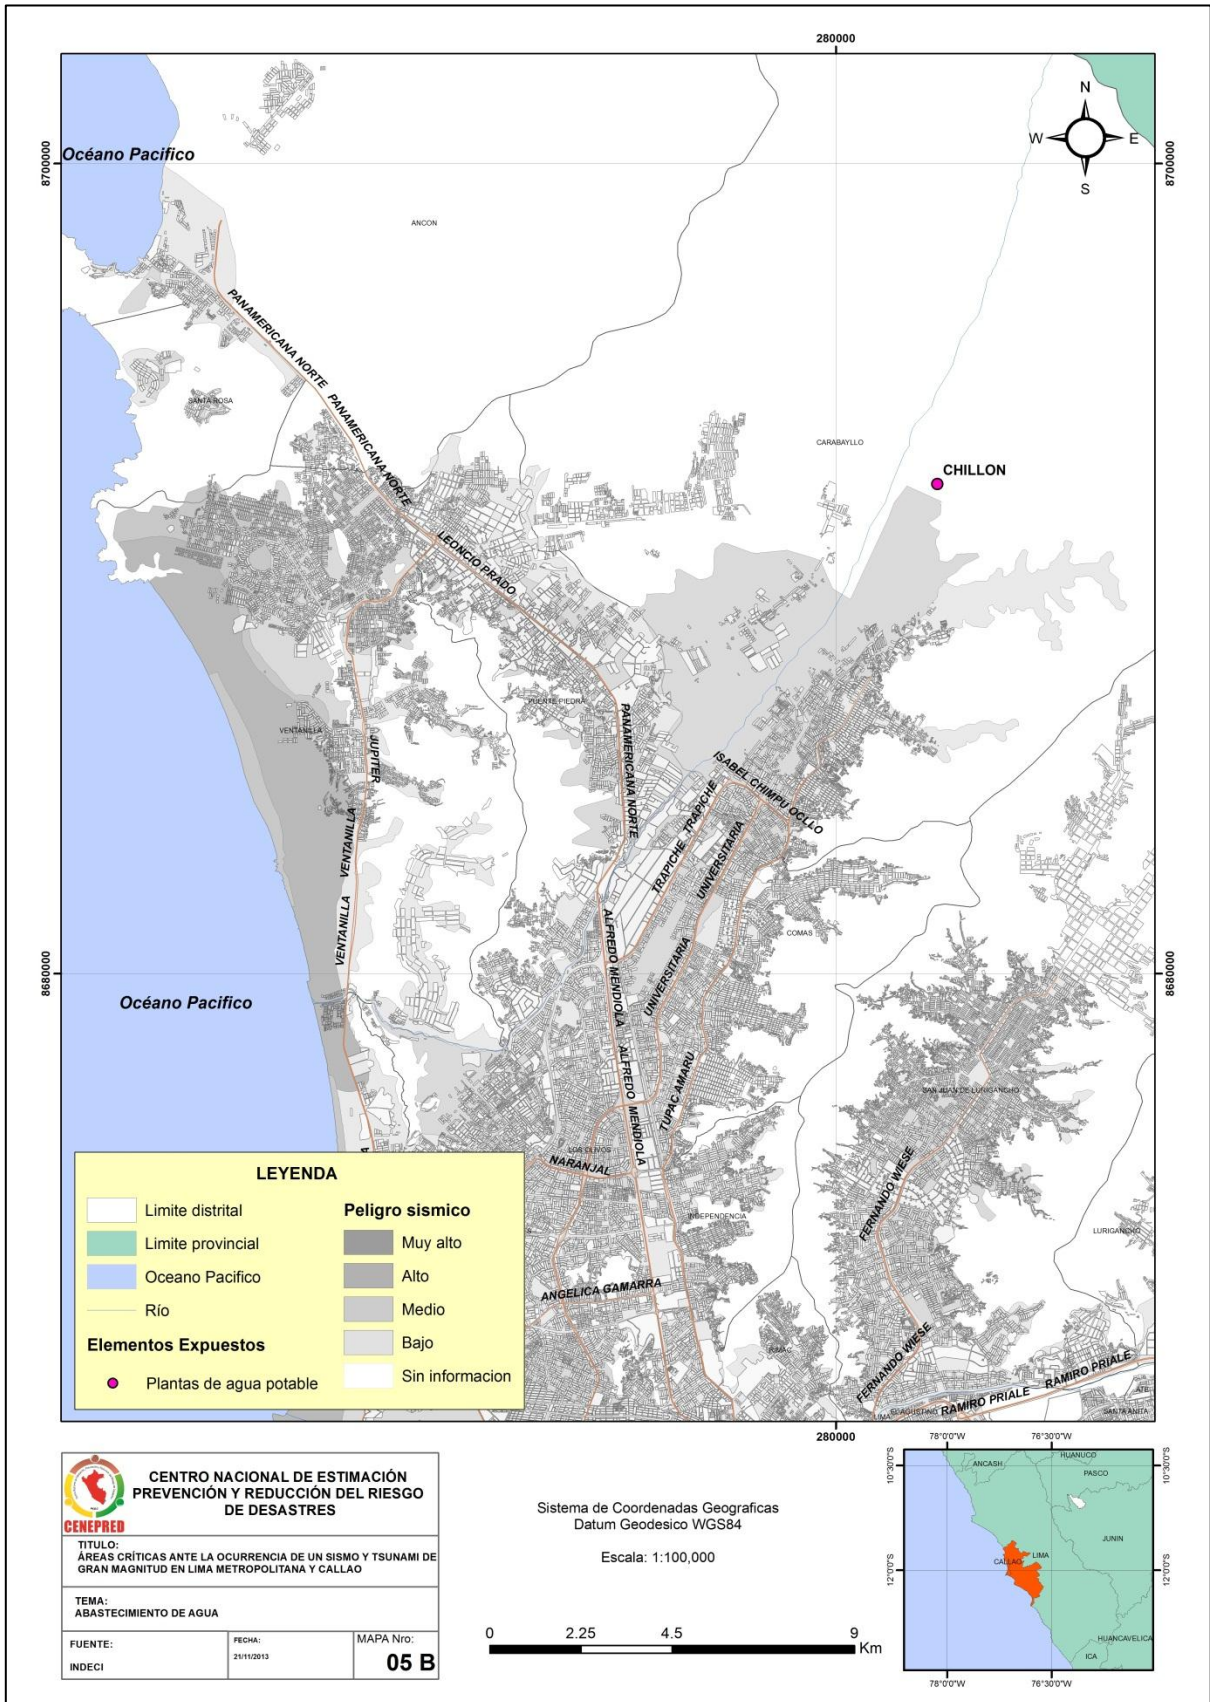 280000
8700000
8700000
Océano Pacifico
N
W
E
S
ANCON
PANAMERICANA NORTE
PANAMERICANA NORTE
SANTA ROSA
CARABAYLLO
CHILLON
LEONCIO PRADO
PUENTE PIEDRA
PANAMERICANA NORTE
VENTANILLA
JUPITER
ISABEL CHIMPU OCLLO
TRAPICHE
TRAPICHE
UNIVERSITARIA
VENTANILLA
VENTANILLA
ALFREDO MENDIOLA
COMAS
UNIVERSITARIA
8680000
8680000
Océano Pacifico
ALFREDO MENDIOLA
TUPAC AMARU
SAN JUAN DE LURIGANCHO
LOS OLIVOS
NARANJAL
FERNANDO WIESE
INDEPENDENCIA
LURIGANCHO
ANGELICA GAMARRA
RIMAC
FERNANDO WIESE
RAMIRO PRIALE
RAMIRO PRIALE
LIMA
EL AGUSTINO
ATE
SANTA ANITA
LEYENDA
Limite distrital
Limite provincial
Oceano Pacifico
Río
Elementos Expuestos
Plantas de agua potable
Peligro sismico
Muy alto
Alto
Medio
Bajo
Sin informacion
280000
CENEPRED
CENTRO NACIONAL DE ESTIMACIÓN
PREVENCIÓN Y REDUCCIÓN DEL RIESGO
DE DESASTRES
TITULO:
ÁREAS CRÍTICAS ANTE LA OCURRENCIA DE UN SISMO Y TSUNAMI DE
GRAN MAGNITUD EN LIMA METROPOLITANA Y CALLAO
TEMA:
ABASTECIMIENTO DE AGUA
FUENTE:
INDECI
FECHA:
21/11/2013
MAPA Nro:
05 B
Sistema de Coordenadas Geograficas
Datum Geodesico WGS84
Escala: 1:100,000
0 2.25 4.5 9
Km
78°0'0"W 76°30'0"W
10°30'0"S
10°30'0"S
ANCASH
HUANUCO
PASCO
JUNIN
LIMA
CALLAO
12°0'0"S
12°0'0"S
HUANCAVELICA
ICA
78°0'0"W 76°30'0"W